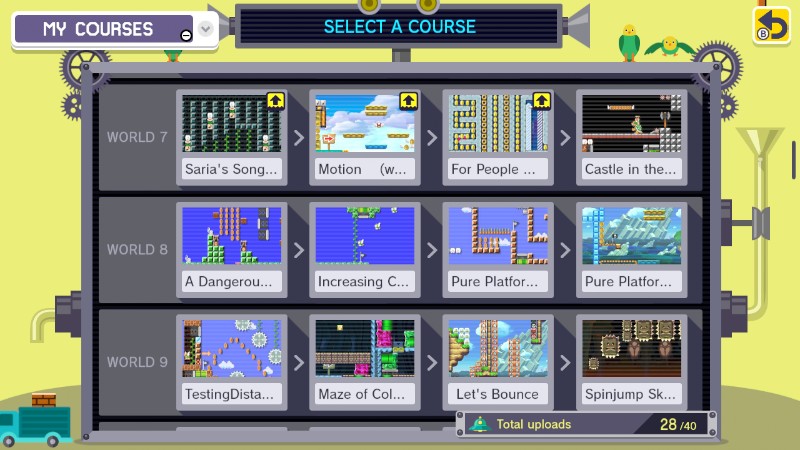 MY COURSES
SELECT A COURSE
B
WORLD 7
Saria's Song...
Motion (w...
For People ...
Castle in the...
WORLD 8
A Dangerou...
Increasing C...
Pure Platfor...
Pure Platfor...
WORLD 9
TestingDista...
Maze of Col...
Let's Bounce
Spinjump Sk...
Total uploads 28 /40